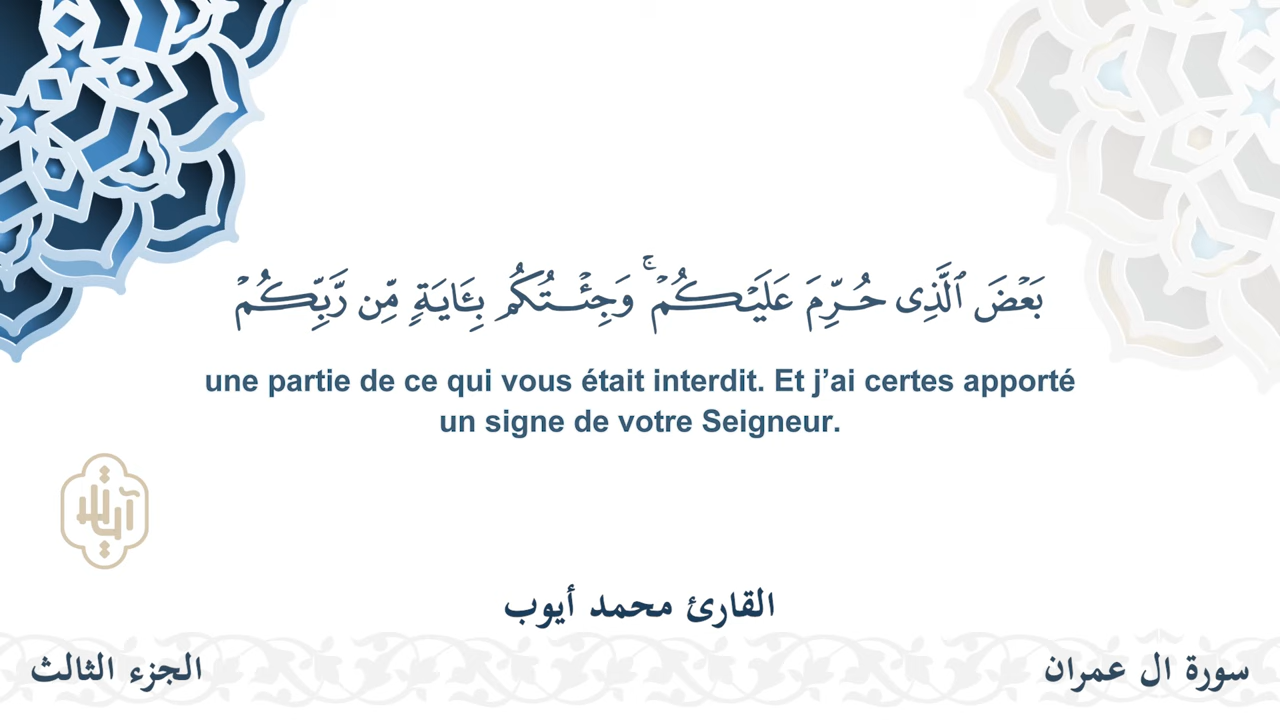 بَعۡضَ ٱلَّذِى حُرِّمَ عَلَيۡكُمۡۚ وَجِئۡتُكُم بِـَٔايَةٍ مِّن رَّبِّكُمۡ
une partie de ce qui vous était interdit. Et j’ai certes apporté
un signe de votre Seigneur.
القارئ محمد أيوب
سورة ال عمران
الجزء الثالث